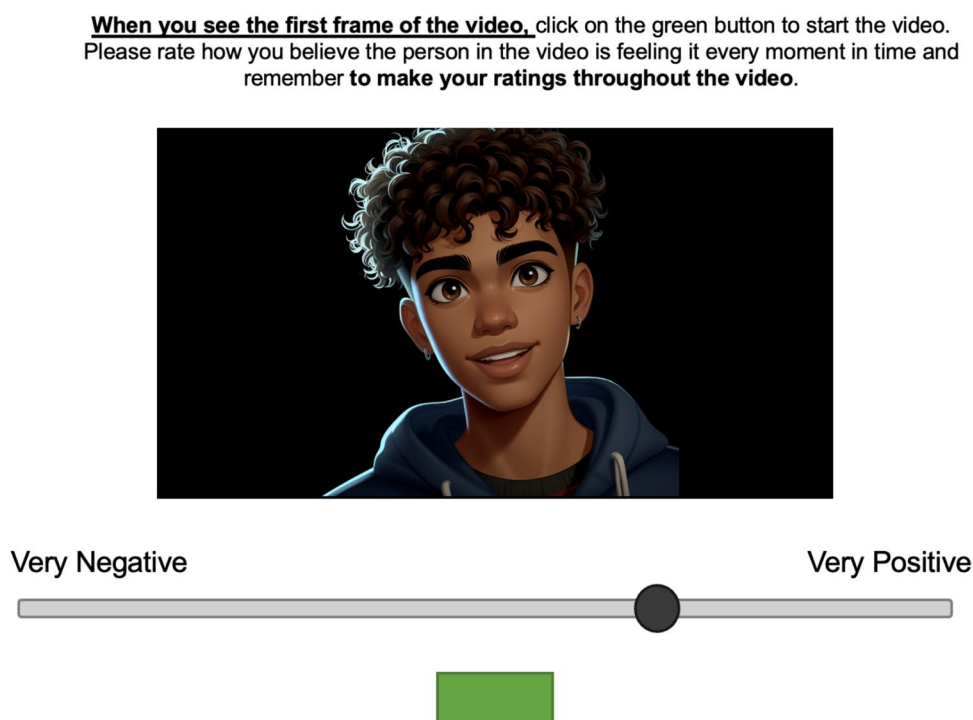 When you see the first frame of the video, click on the green button to start the video.
Please rate how you believe the person in the video is feeling it every moment in time and
remember to make your ratings throughout the video.
Very Negative
Very Positive